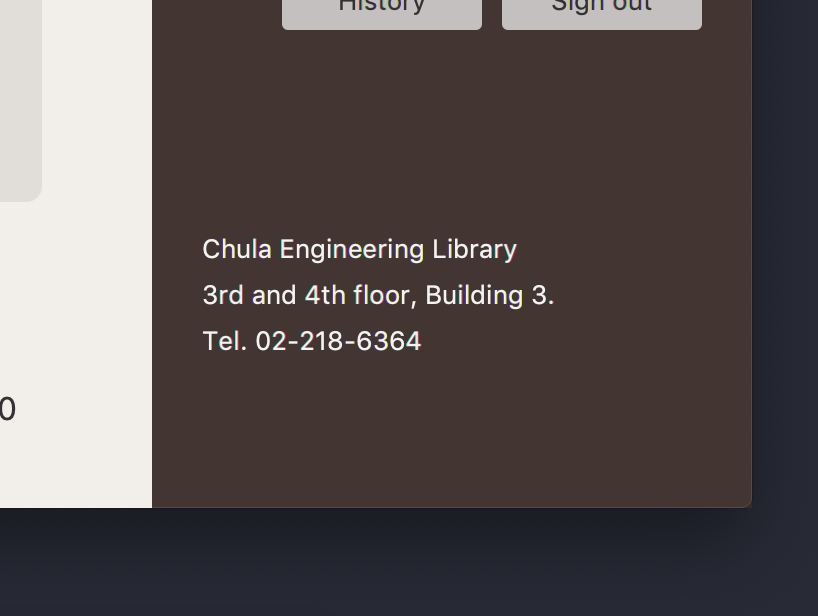 History
Sign out
Chula Engineering Library
3rd and 4th floor, Building 3.
Tel. 02-218-6364
0